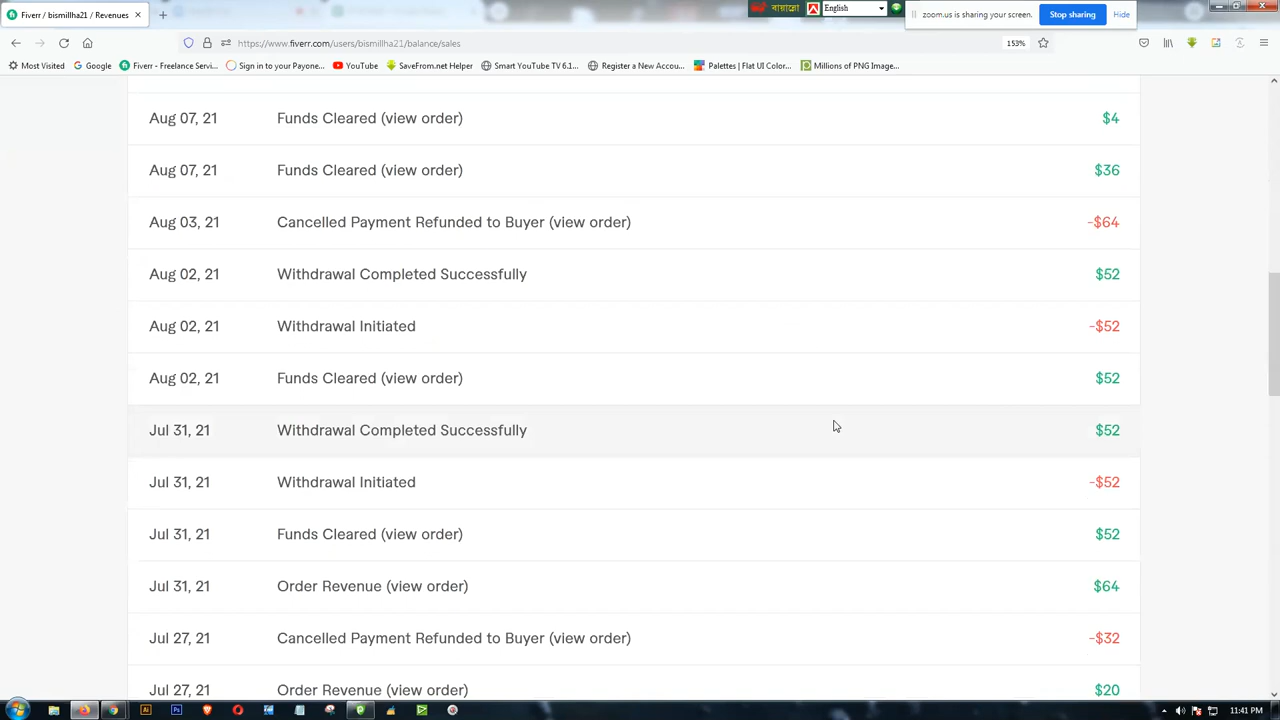 Fiverr / bismillha21 / Revenues
বায়ান্নো
English
zoom.us is sharing your screen.
Stop sharing
Hide
https://www.fiverr.com/users/bismillha21/balance/sales
153%
Most Visited
Google
Fiverr - Freelance Servi...
Sign in to your Payone...
YouTube
SaveFrom.net Helper
Smart YouTube TV 6.1...
Register a New Accou...
Palettes | Flat UI Color...
Millions of PNG Image...
Aug 07, 21 Funds Cleared (view order) $4
Aug 07, 21 Funds Cleared (view order) $36
Aug 03, 21 Cancelled Payment Refunded to Buyer (view order) -$64
Aug 02, 21 Withdrawal Completed Successfully $52
Aug 02, 21 Withdrawal Initiated -$52
Aug 02, 21 Funds Cleared (view order) $52
Jul 31, 21 Withdrawal Completed Successfully $52
Jul 31, 21 Withdrawal Initiated -$52
Jul 31, 21 Funds Cleared (view order) $52
Jul 31, 21 Order Revenue (view order) $64
Jul 27, 21 Cancelled Payment Refunded to Buyer (view order) -$32
Jul 27, 21 Order Revenue (view order) $20
11:41 PM